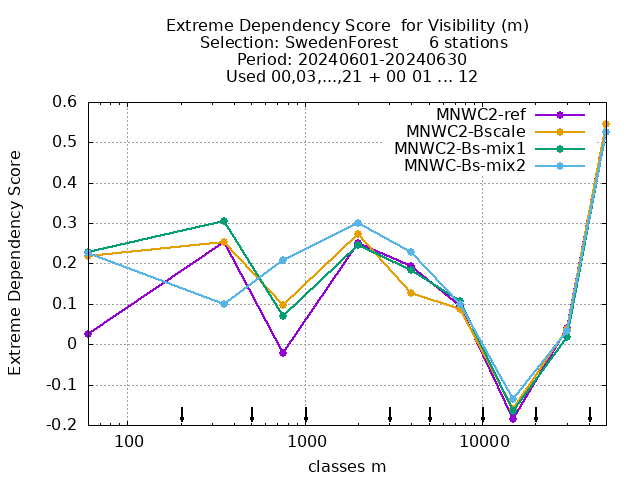 Extreme Dependency Score  for Visibility (m)
Selection: SwedenForest      6 stations
Period: 20240601-20240630
Used 00,03,...,21 + 00 01 ... 12
0.6
0.5
0.4
0.3
0.2
0.1
0
-0.1
-0.2
Extreme Dependency Score
MNWC2-ref
MNWC2-Bscale
MNWC2-Bs-mix1
MNWC-Bs-mix2
100
1000
10000
classes m